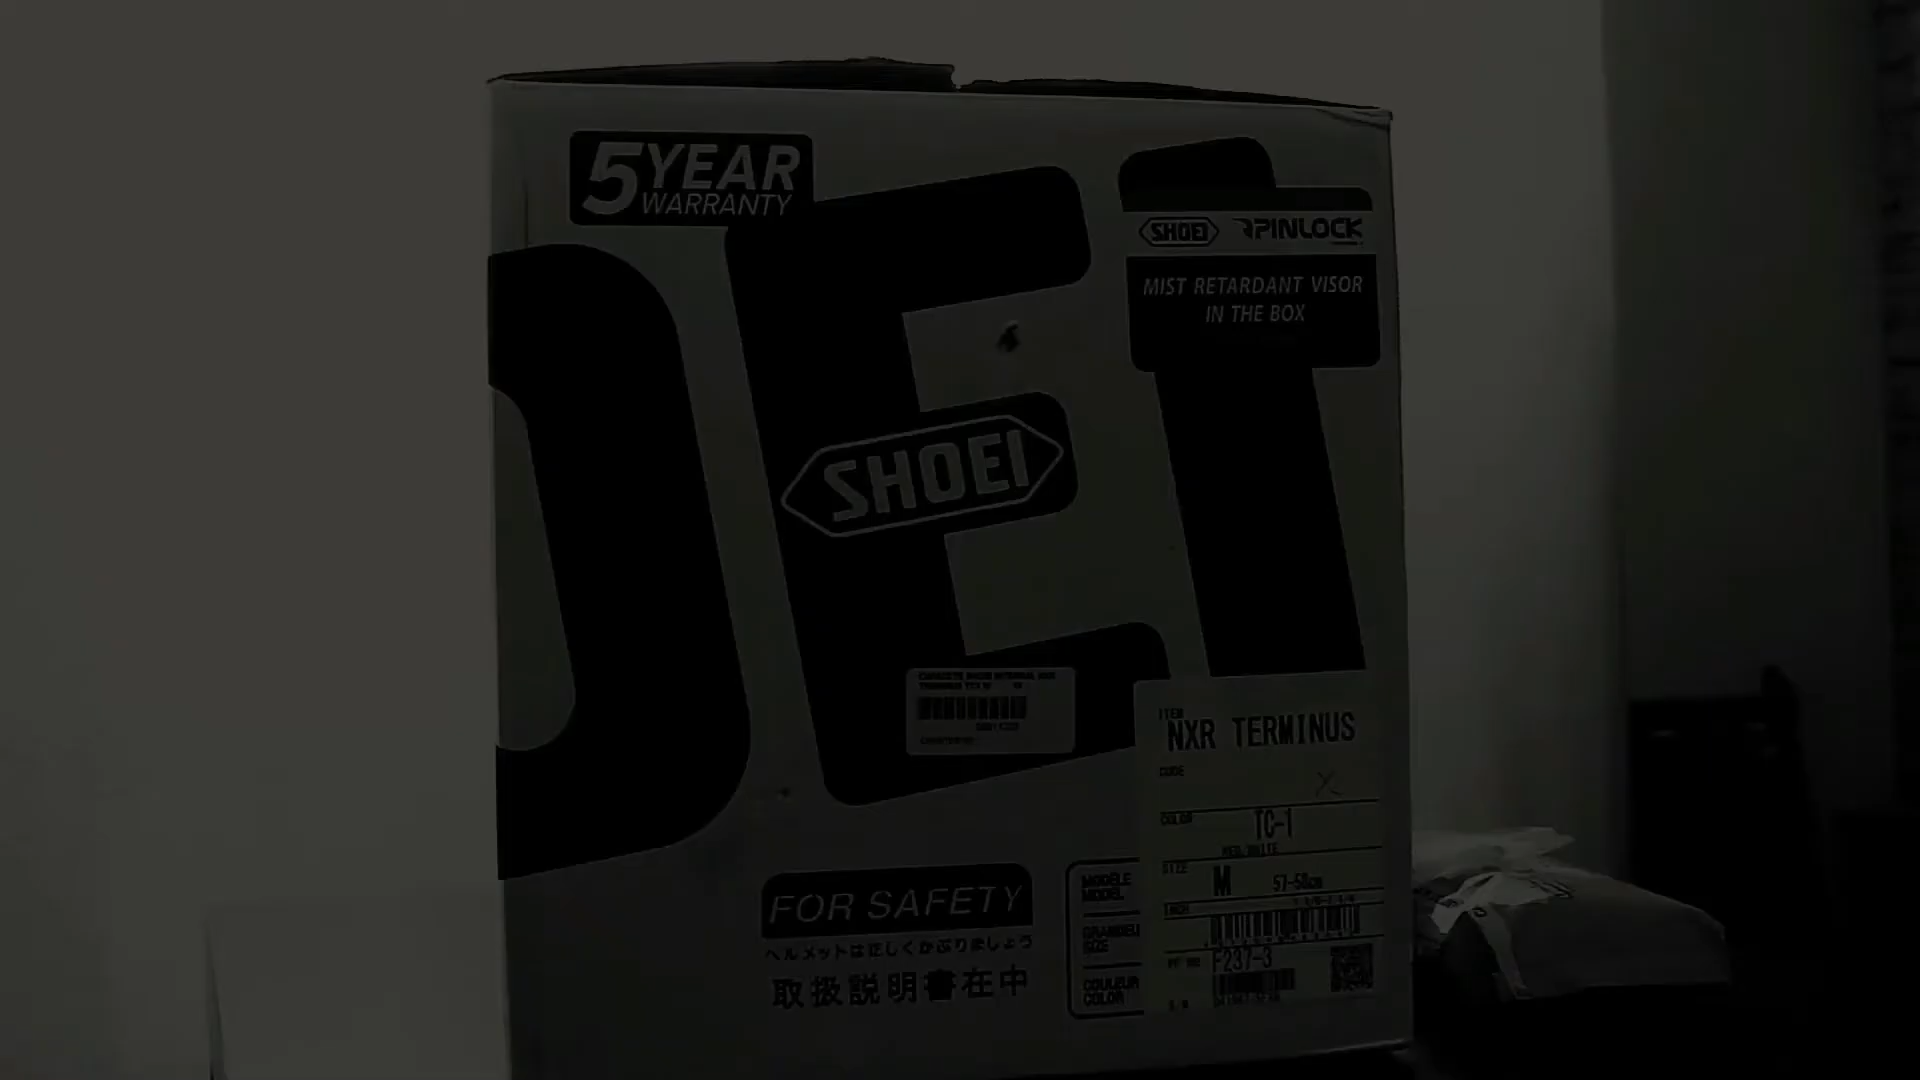 5YEAR
WARRANTY
SHOEI PINLOCK
MIST RETARDANT VISOR
IN THE BOX
SHOEI
ITEM
NXR TERMINUS
CODE
X
COLOR
TC-1
SIZE
M 57-58cm
INCH
F237-3
FOR SAFETY
ヘルメットは正しくかぶりましょう
取扱説明書在中
MODÈLE
MODEL
GRANDEU
SIZE
COULEUR
COLOR